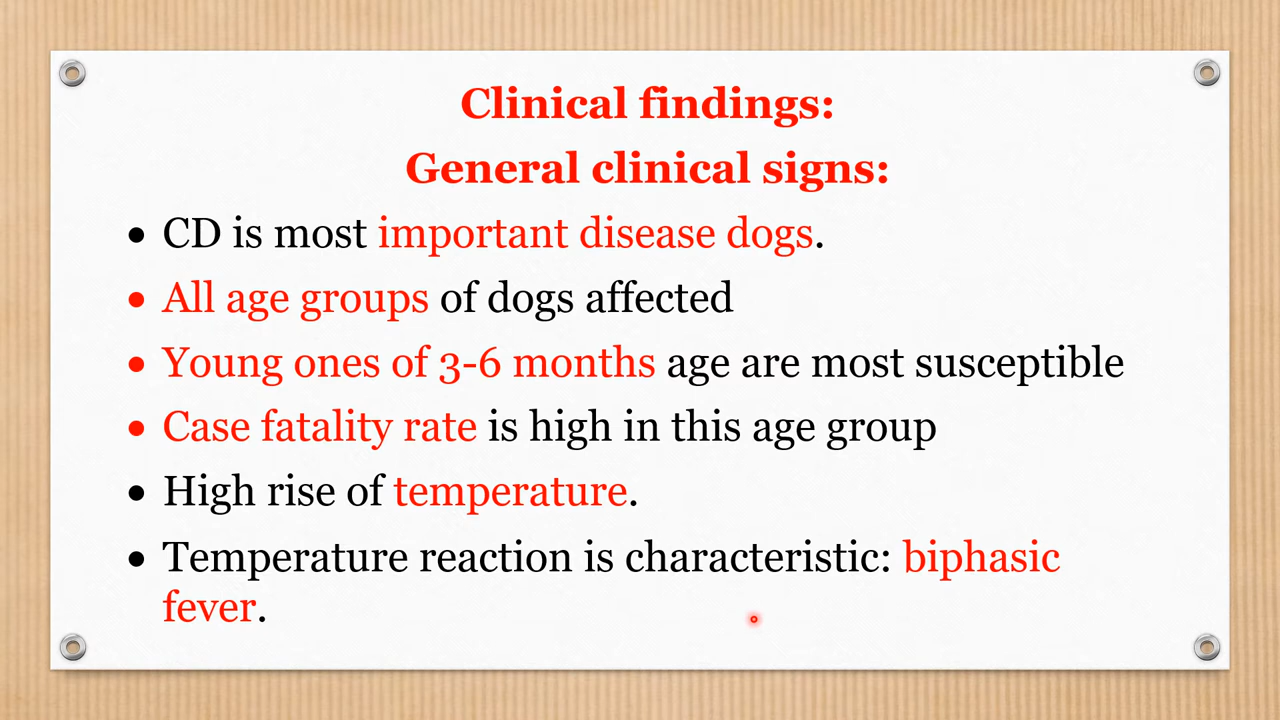 Clinical findings:
General clinical signs:
• CD is most important disease dogs.
• All age groups of dogs affected
• Young ones of 3-6 months age are most susceptible
• Case fatality rate is high in this age group
• High rise of temperature.
• Temperature reaction is characteristic: biphasic
fever.